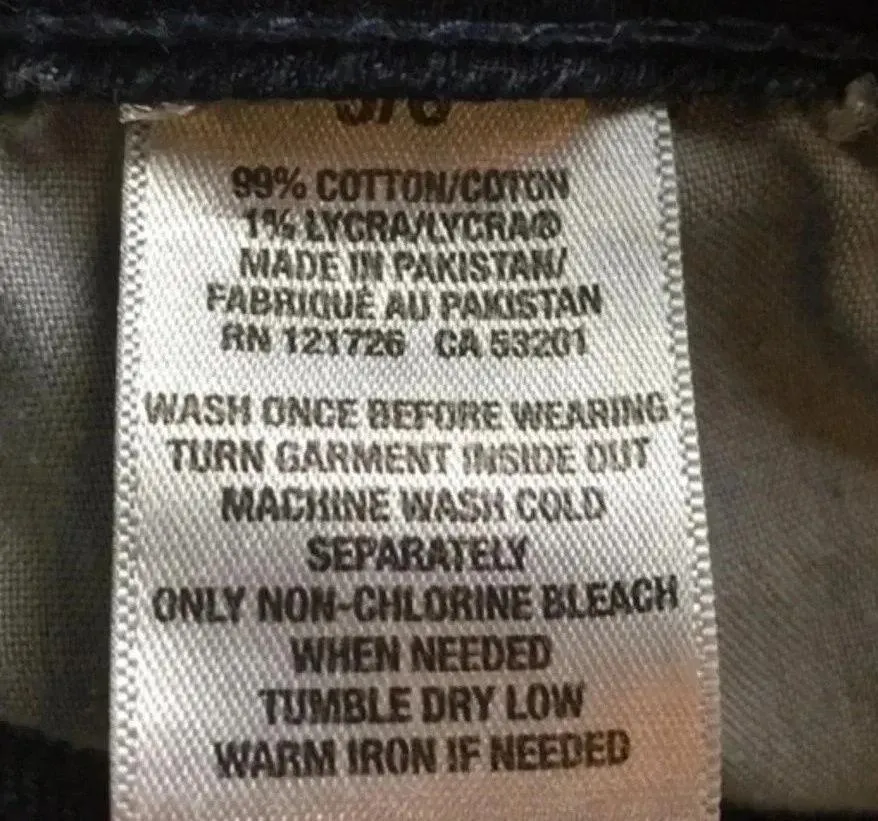 99% COTTON/COTON
1% LYCRA/LYCRA®
MADE IN PAKISTAN/
FABRIQUÉ AU PAKISTAN
RN 121726 CA 53201
WASH ONCE BEFORE WEARING
TURN GARMENT INSIDE OUT
MACHINE WASH COLD
SEPARATELY
ONLY NON-CHLORINE BLEACH
WHEN NEEDED
TUMBLE DRY LOW
WARM IRON IF NEEDED